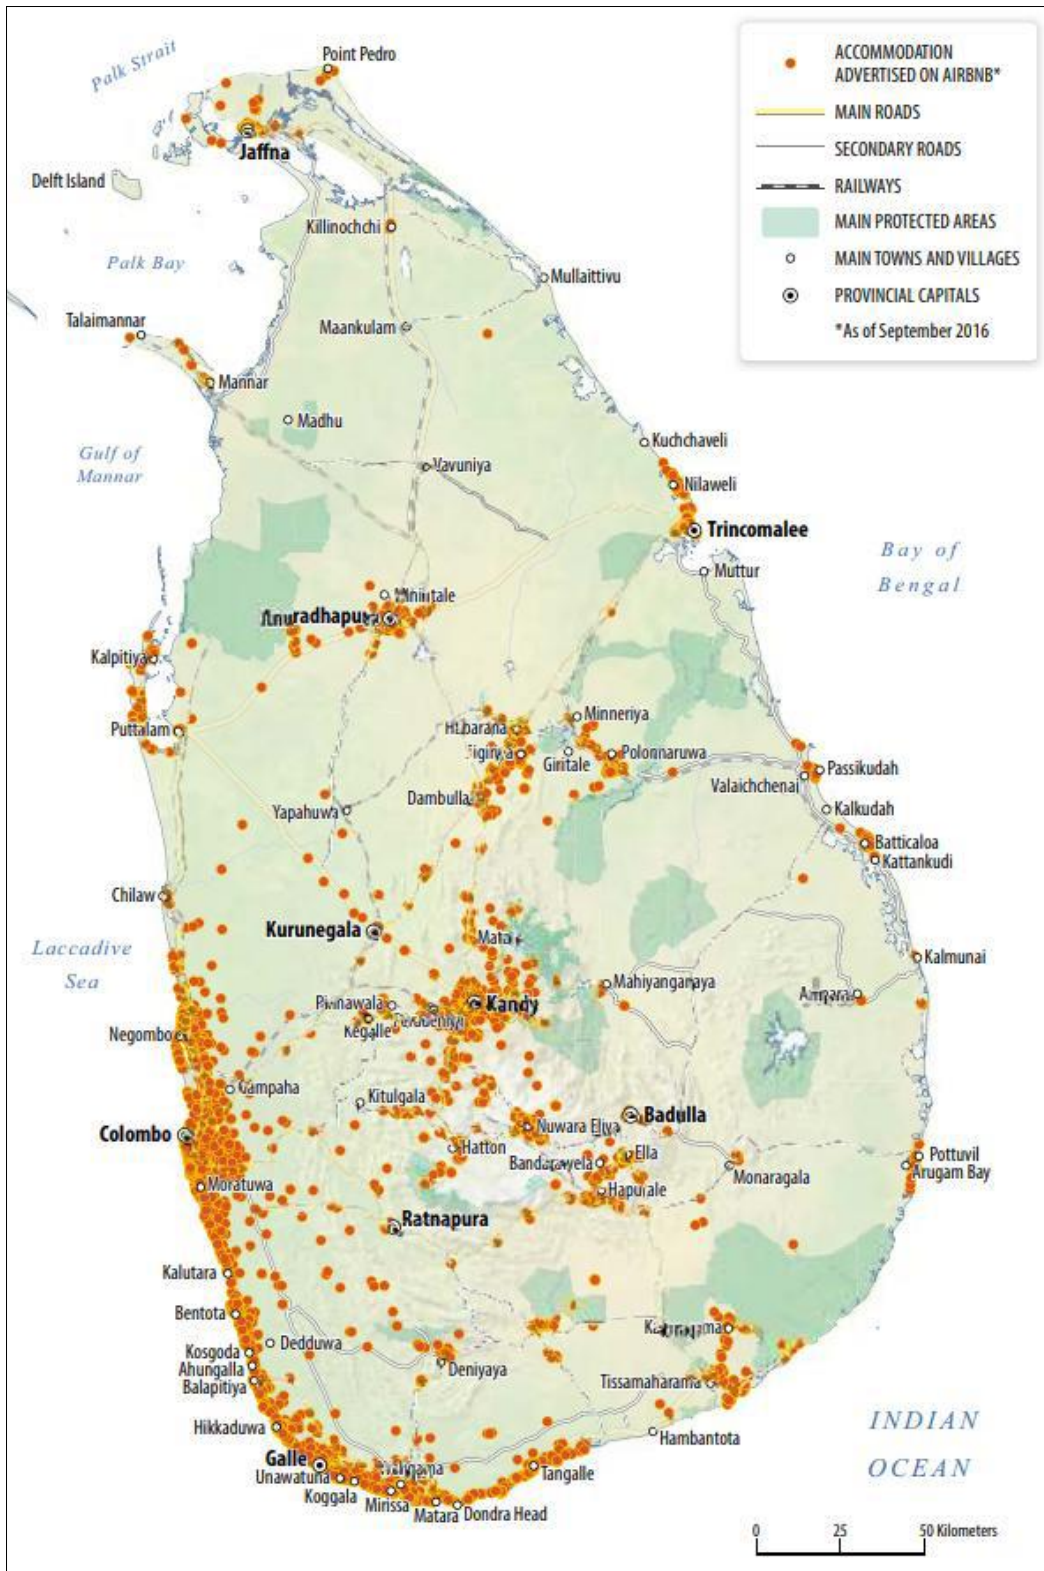 Palk Strait
Point Pedro
Jaffna
Delft Island
Killinochchi
Palk Bay
Mullaittivu
Talaimannar
Maankulam
Mannar
Madhu
Kuchchaveli
Gulf of
Mannar
Vavuniya
Nilaweli
Trincomalee
Bay of
Bengal
Muttur
Kalpitiya
Minneriya
Puttalam
Giritale
Polonnaruwa
Passikudah
Valaichchenai
Dambulla
Yapahuwa
Kalkudah
Batticaloa
Kattankudi
Chilaw
Kurunegala
Laccadive
Sea
Kalmunai
Mahiyanganaya
Kandy
Negombo
Kegalle
Kitulgala
Colombo
Badulla
Nuwara Eliya
Hatton
Ella
Pottuvil
Arugam Bay
Monaragala
Moratuwa
Ratnapura
Kalutara
Bentota
Dedduwa
Kosgoda
Ahungalla
Balapitiya
Deniyaya
Tissamaharama
Hikkaduwa
Hambantota
Galle
Unawatuna
Koggala
Mirissa
Matara
Dondra Head
Tangalle
INDIAN
OCEAN
0 25 50 Kilometers
ACCOMMODATION
ADVERTISED ON AIRBNB*
MAIN ROADS
SECONDARY ROADS
RAILWAYS
MAIN PROTECTED AREAS
MAIN TOWNS AND VILLAGES
PROVINCIAL CAPITALS
*As of September 2016